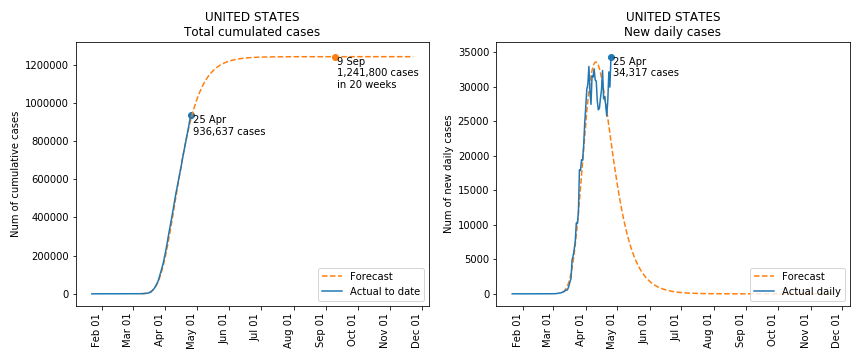 UNITED STATES
Total cumulated cases
Num of cumulative cases
1200000
1000000
800000
600000
400000
200000
0
9 Sep
1,241,800 cases
in 20 weeks
25 Apr
936,637 cases
Forecast
Actual to date
Feb 01
Mar 01
Apr 01
May 01
Jun 01
Jul 01
Aug 01
Sep 01
Oct 01
Nov 01
Dec 01
UNITED STATES
New daily cases
Num of new daily cases
35000
30000
25000
20000
15000
10000
5000
0
25 Apr
34,317 cases
Forecast
Actual daily
Feb 01
Mar 01
Apr 01
May 01
Jun 01
Jul 01
Aug 01
Sep 01
Oct 01
Nov 01
Dec 01